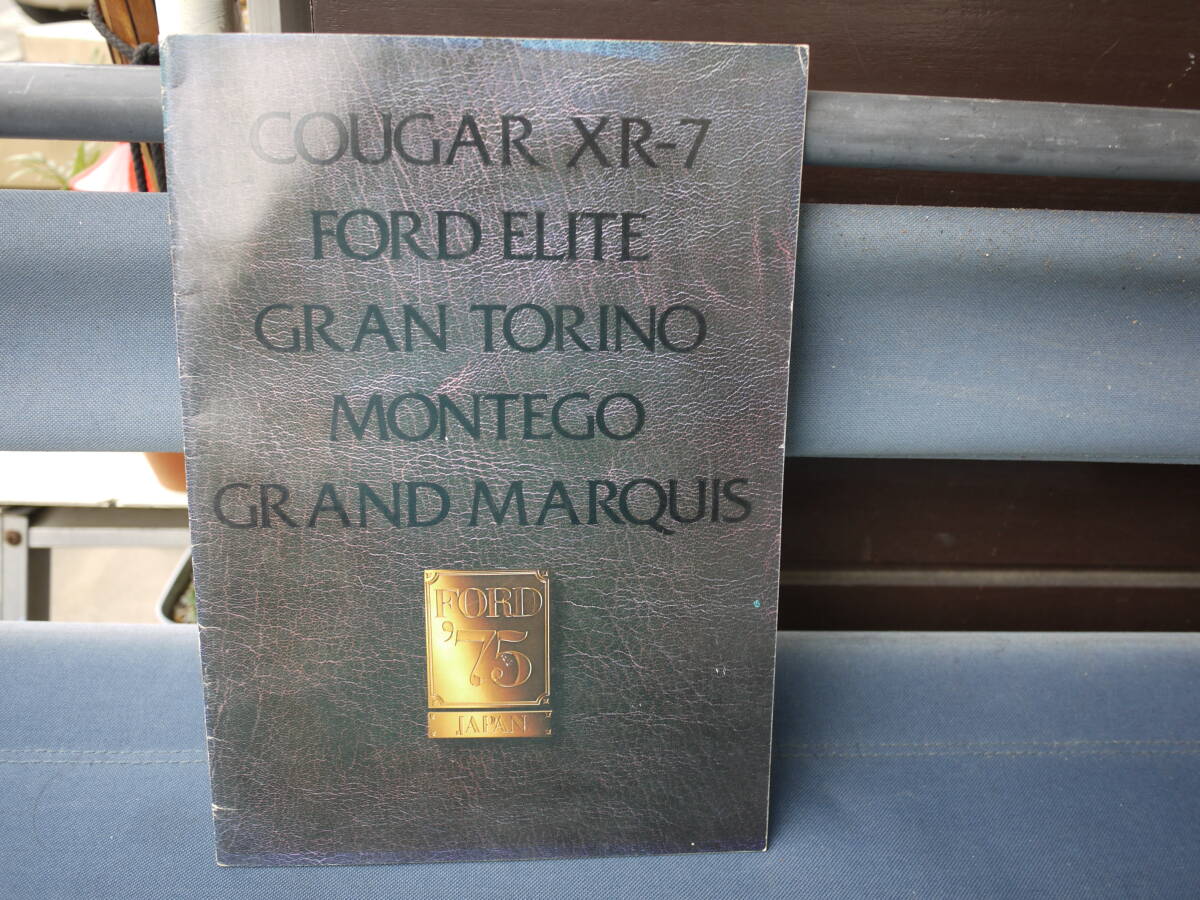 COUGAR XR-7
FORD ELITE
GRAN TORINO
MONTEGO
GRAND MARQUIS
FORD
'75
JAPAN